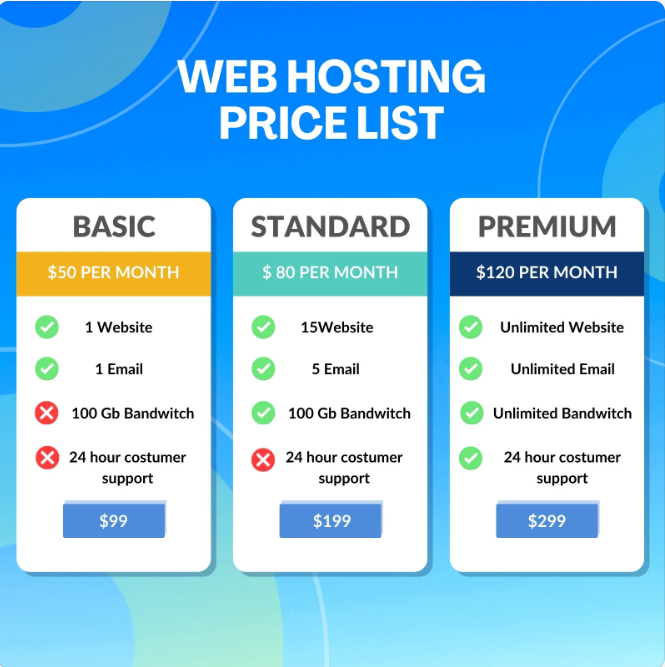 WEB HOSTING
PRICE LIST
BASIC
$50 PER MONTH
1 Website
1 Email
100 Gb Bandwitch
24 hour costumer
support
$99
STANDARD
$ 80 PER MONTH
15Website
5 Email
100 Gb Bandwitch
24 hour costumer
support
$199
PREMIUM
$120 PER MONTH
Unlimited Website
Unlimited Email
Unlimited Bandwitch
24 hour costumer
support
$299